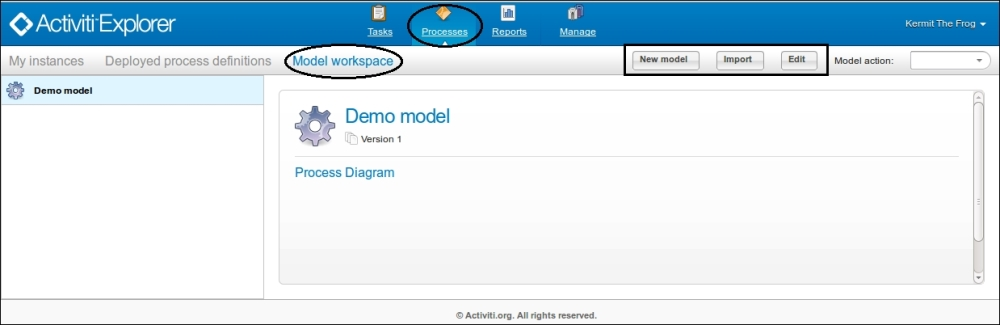 Activiti Explorer
Tasks Processes Reports Manage
Kermit The Frog
My instances Deployed process definitions Model workspace New model Import Edit Model action:
Demo model
Demo model
Version 1
Process Diagram
© Activiti.org. All rights reserved.